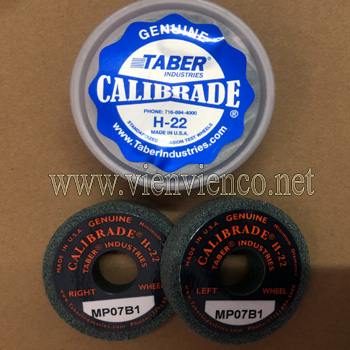 GENUINE
TABER®
INDUSTRIES
CALIBRADE®
PHONE: 716-694-4000
H-22
MADE IN U.S.A.
www.TaberIndustries.com
www.vienvienco.net
GENUINE
MADE IN U.S.A.
CALIBRADE® H-22
TABER® INDUSTRIES
RIGHT WHEEL
MP07B1
GENUINE
MADE IN U.S.A.
CALIBRADE® H-22
TABER® INDUSTRIES
LEFT WHEEL
MP07B1